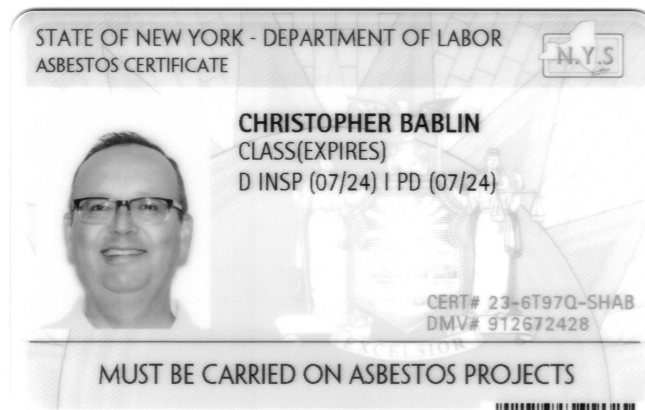 STATE OF NEW YORK - DEPARTMENT OF LABOR
ASBESTOS CERTIFICATE
N.Y.S
CHRISTOPHER BABLIN
CLASS(EXPIRES)
D INSP (07/24) I PD (07/24)
CERT# 23-6T97Q-SHAB
DMV# 912672428
EXCELSIOR
MUST BE CARRIED ON ASBESTOS PROJECTS